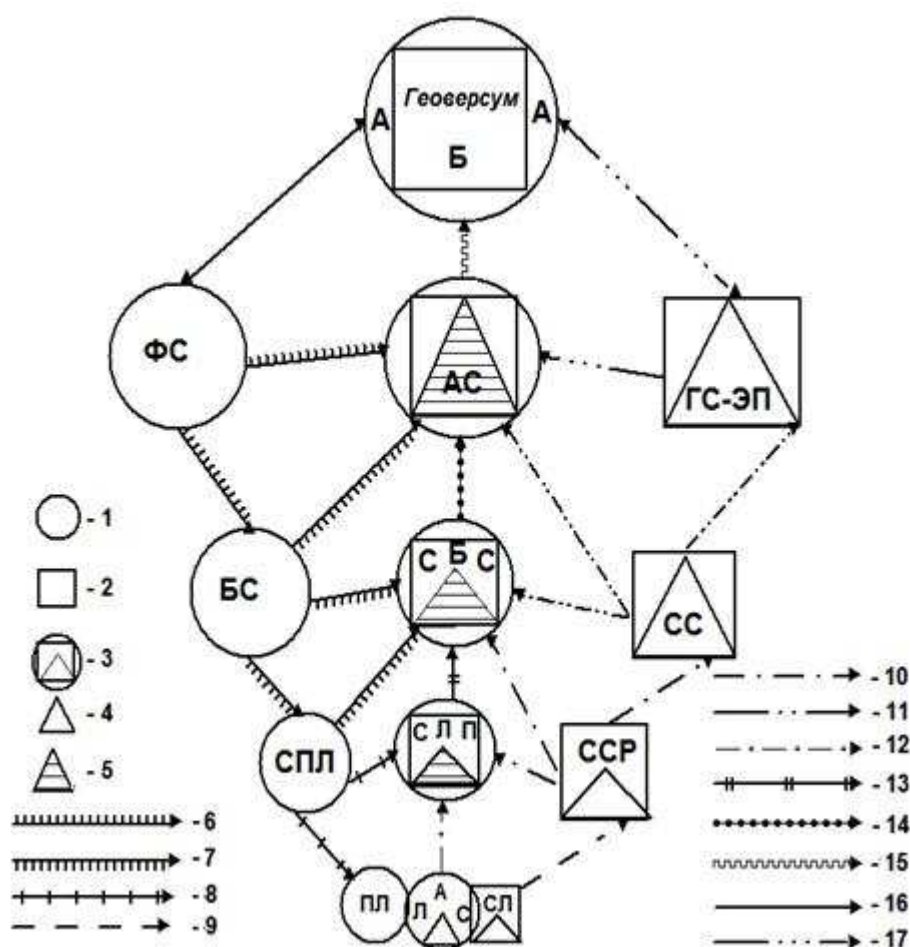 Геоверсум
А А
Б
ФС
АС
ГС-ЭП
- 1
БС
С Б С
- 2
СС
- 3
- 4
СПЛ
С Л П
ССР
- 5
- 6
- 7
- 8
- 9
ПЛ
А
Л С
СЛ
- 10
- 11
- 12
- 13
- 14
- 15
- 16
- 17